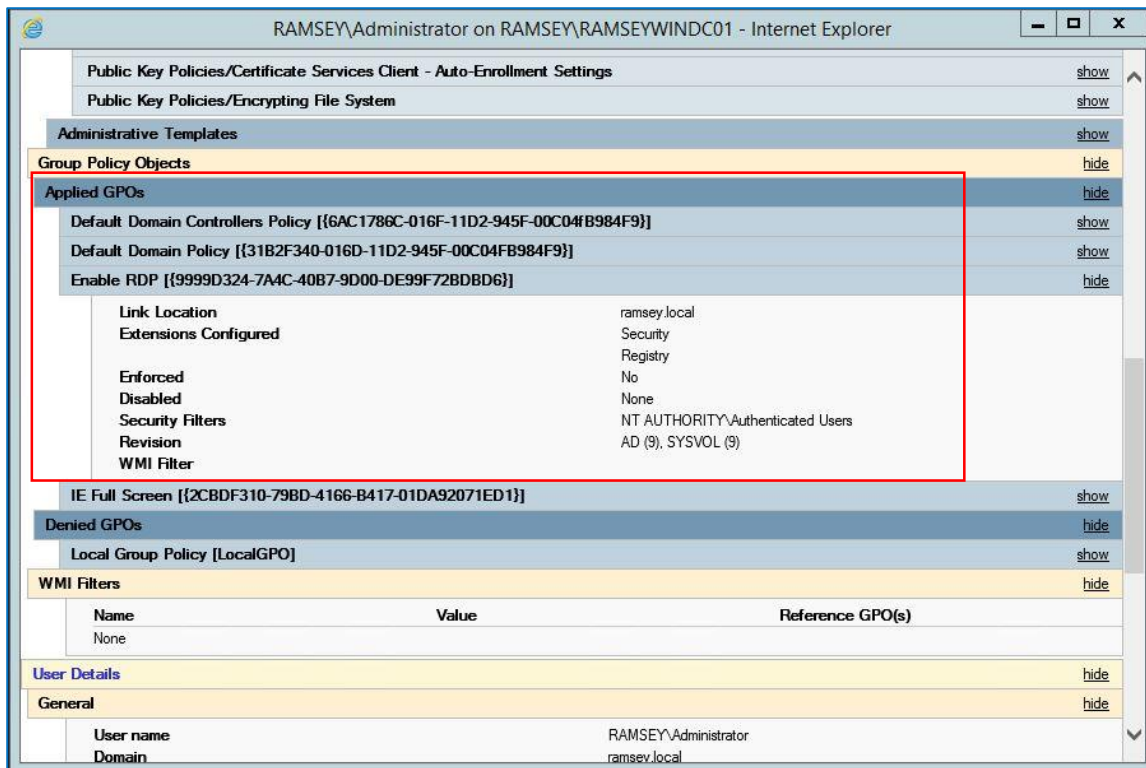 RAMSEY\Administrator on RAMSEY\RAMSEYWINDC01 - Internet Explorer
Public Key Policies/Certificate Services Client - Auto-Enrollment Settings show
Public Key Policies/Encrypting File System show
Administrative Templates show
Group Policy Objects hide
Applied GPOs hide
Default Domain Controllers Policy [{6AC1786C-016F-11D2-945F-00C04fB984F9}] show
Default Domain Policy [{31B2F340-016D-11D2-945F-00C04FB984F9}] show
Enable RDP [{9999D324-7A4C-40B7-9D00-DE99F72BDBD6}] hide
Link Location ramsey.local
Extensions Configured Security
Registry
Enforced No
Disabled None
Security Filters NT AUTHORITY\Authenticated Users
Revision AD (9), SYSVOL (9)
WMI Filter
IE Full Screen [{2CBDF310-79BD-4166-B417-01DA92071ED1}] show
Denied GPOs hide
Local Group Policy [LocalGPO] show
WMI Filters hide
Name Value Reference GPO(s)
None
User Details hide
General hide
User name RAMSEY\Administrator
Domain ramsey.local